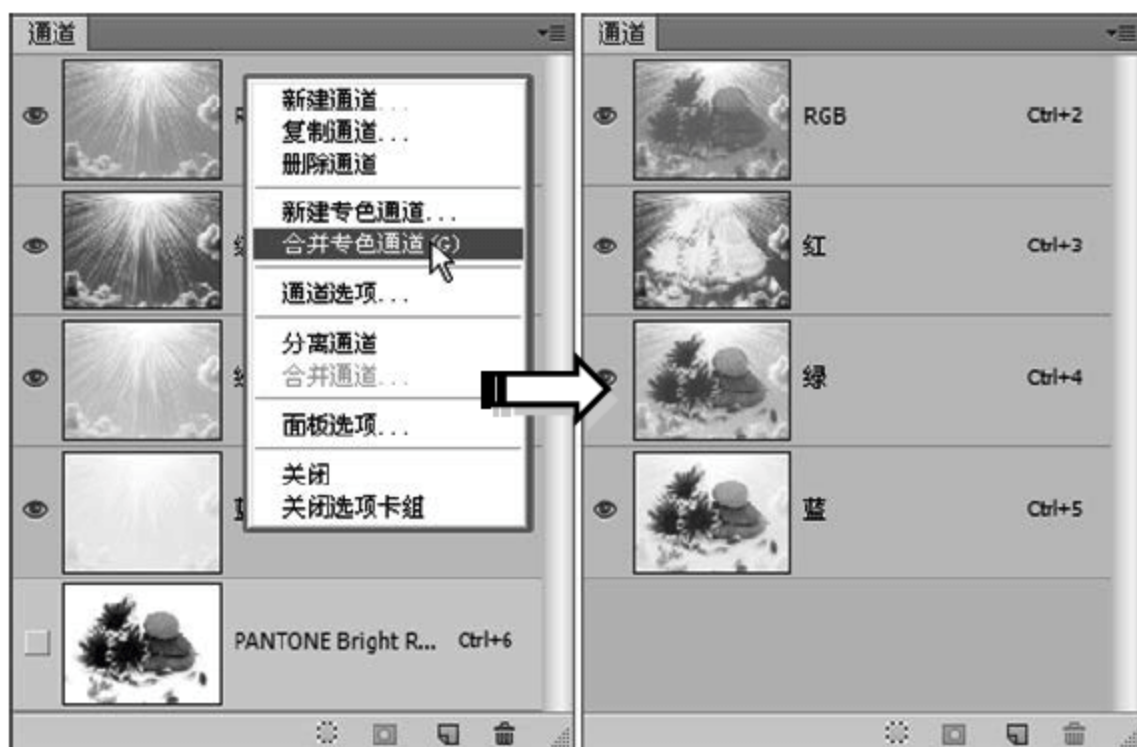 通道
新建通道...
复制通道...
删除通道
新建专色通道...
合并专色通道(G)
通道选项...
分离通道
合并通道...
面板选项...
关闭
关闭选项卡组
PANTONE Bright R... Ctrl+6
通道
RGB Ctrl+2
红 Ctrl+3
绿 Ctrl+4
蓝 Ctrl+5